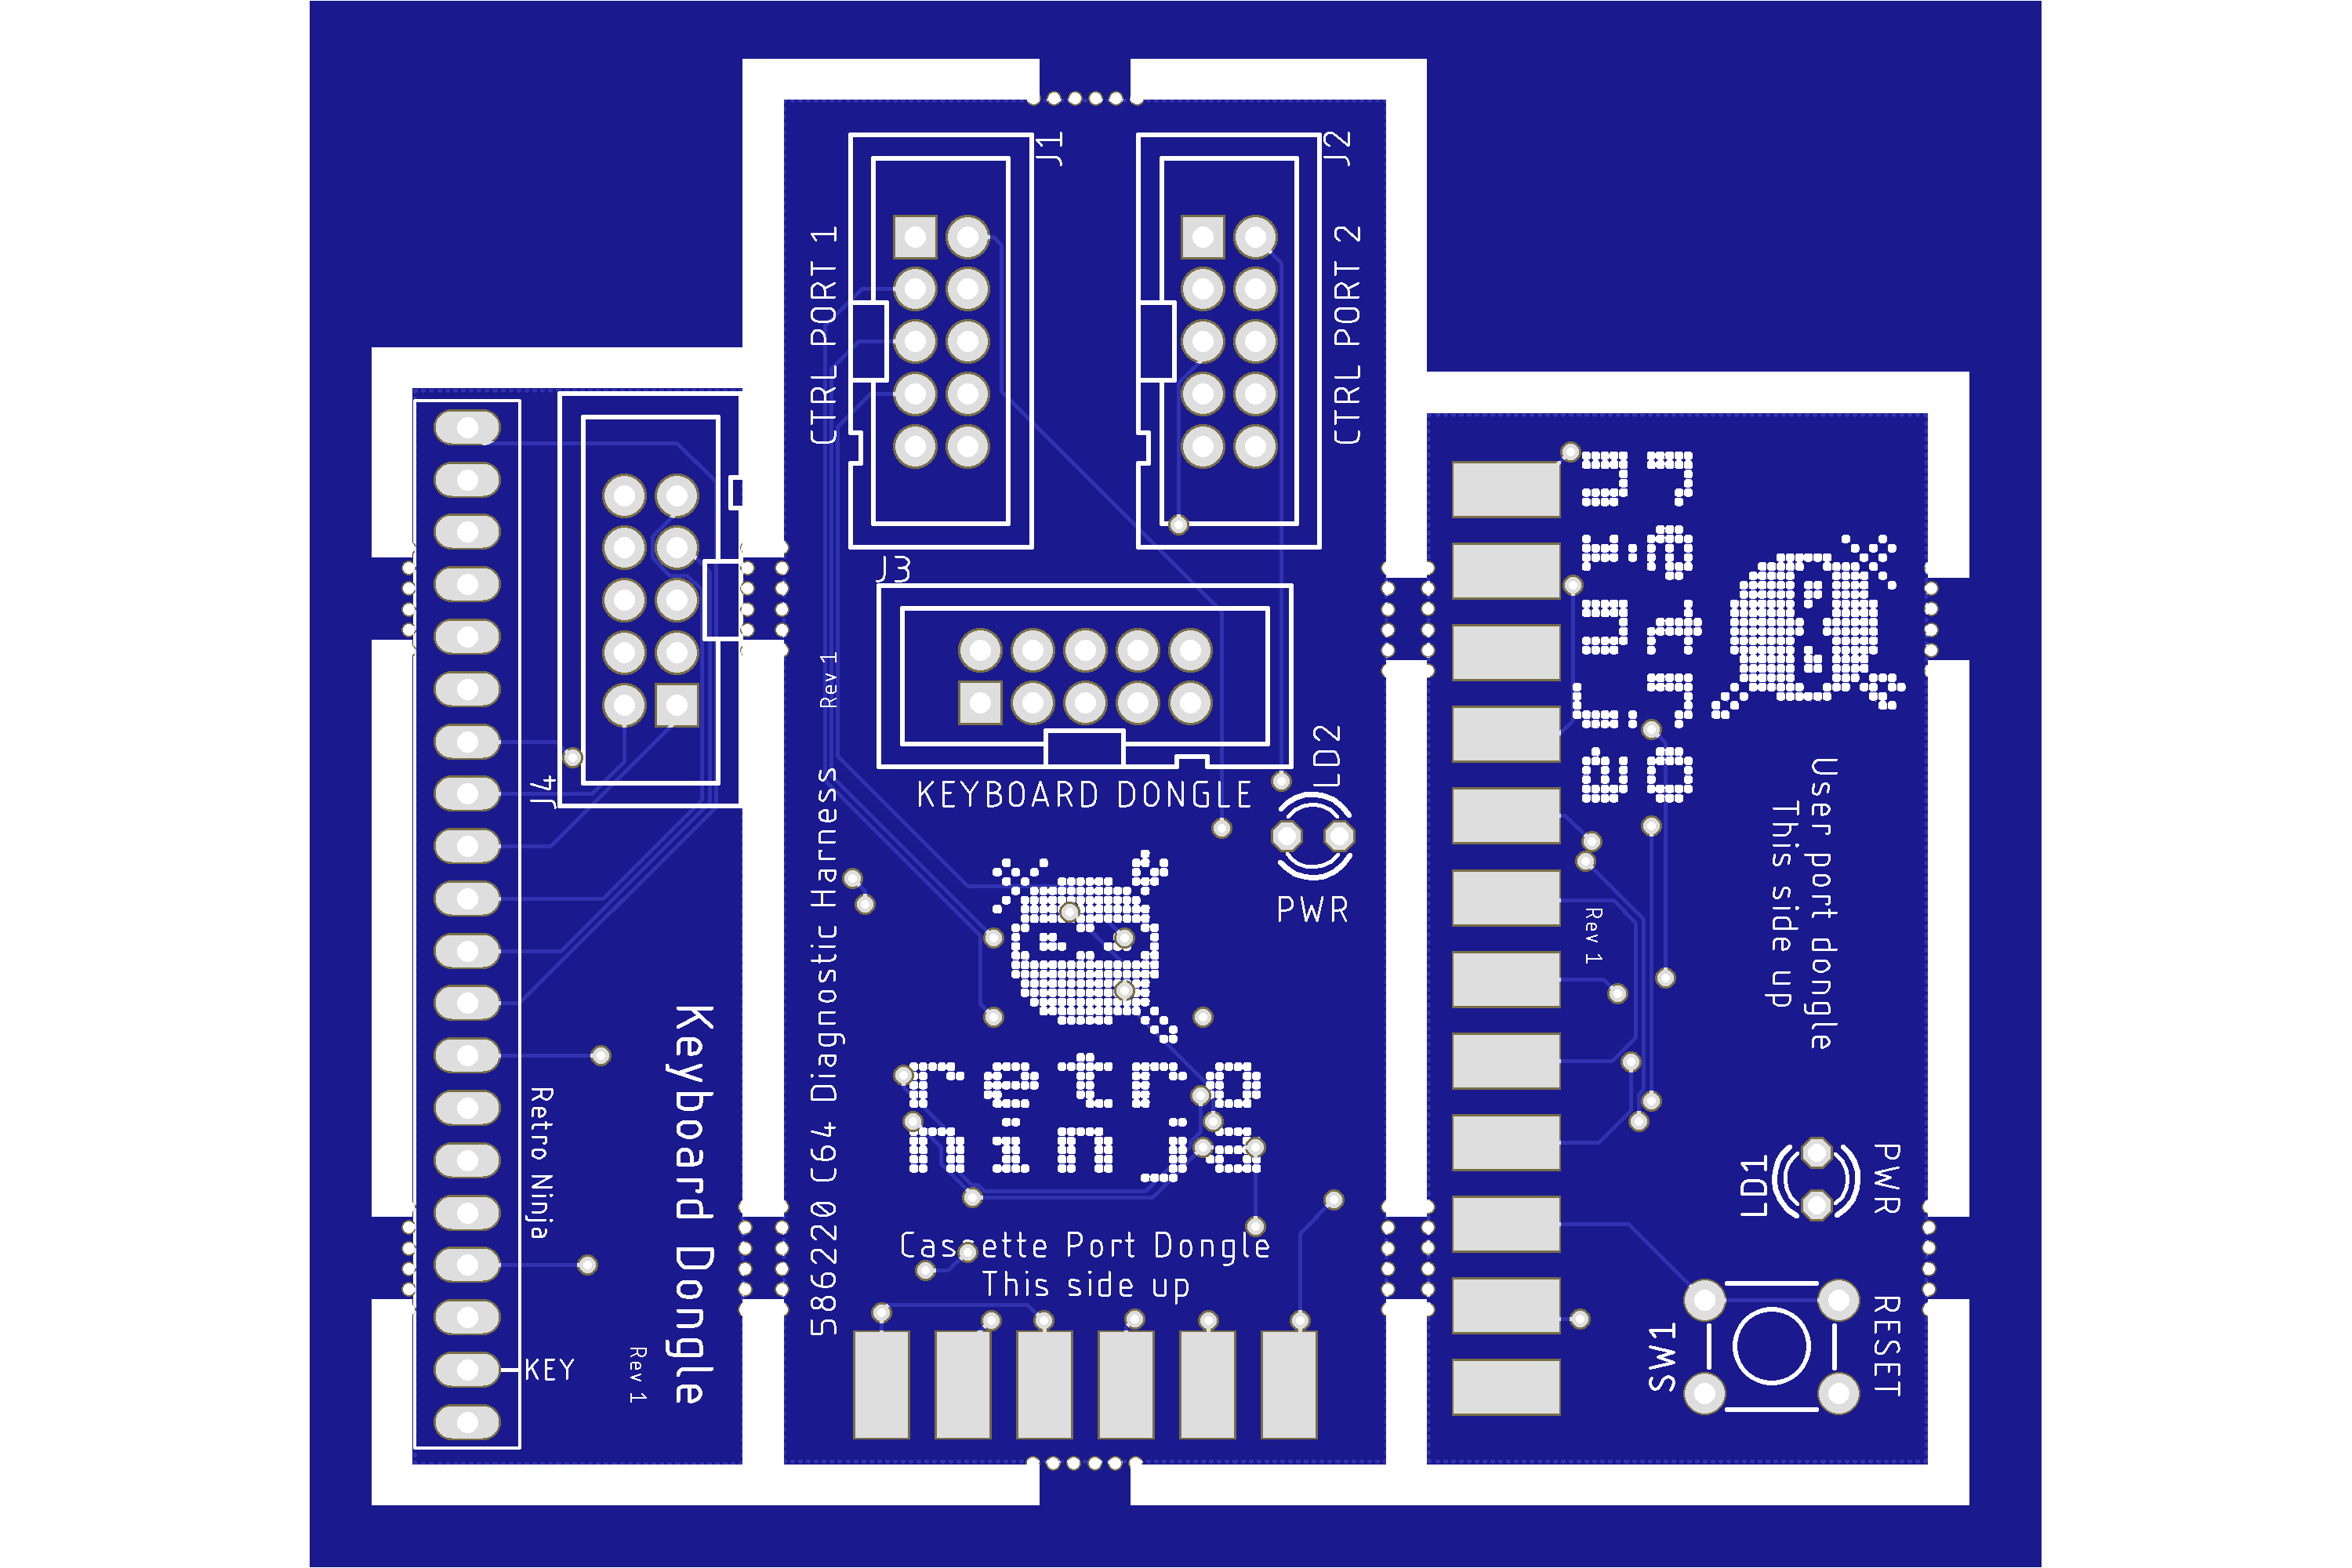 J4
KEY
Retro Ninja
Rev 1
Keyboard Dongle
J1
CTRL PORT 1
J2
CTRL PORT 2
J3
KEYBOARD DONGLE
Rev 1
586220 C64 Diagnostic Harness
LD2
PWR
retro
ninja
Cassette Port Dongle
This side up
retro
ninja
User port dongle
This side up
Rev 1
LD1
PWR
SW1
RESET